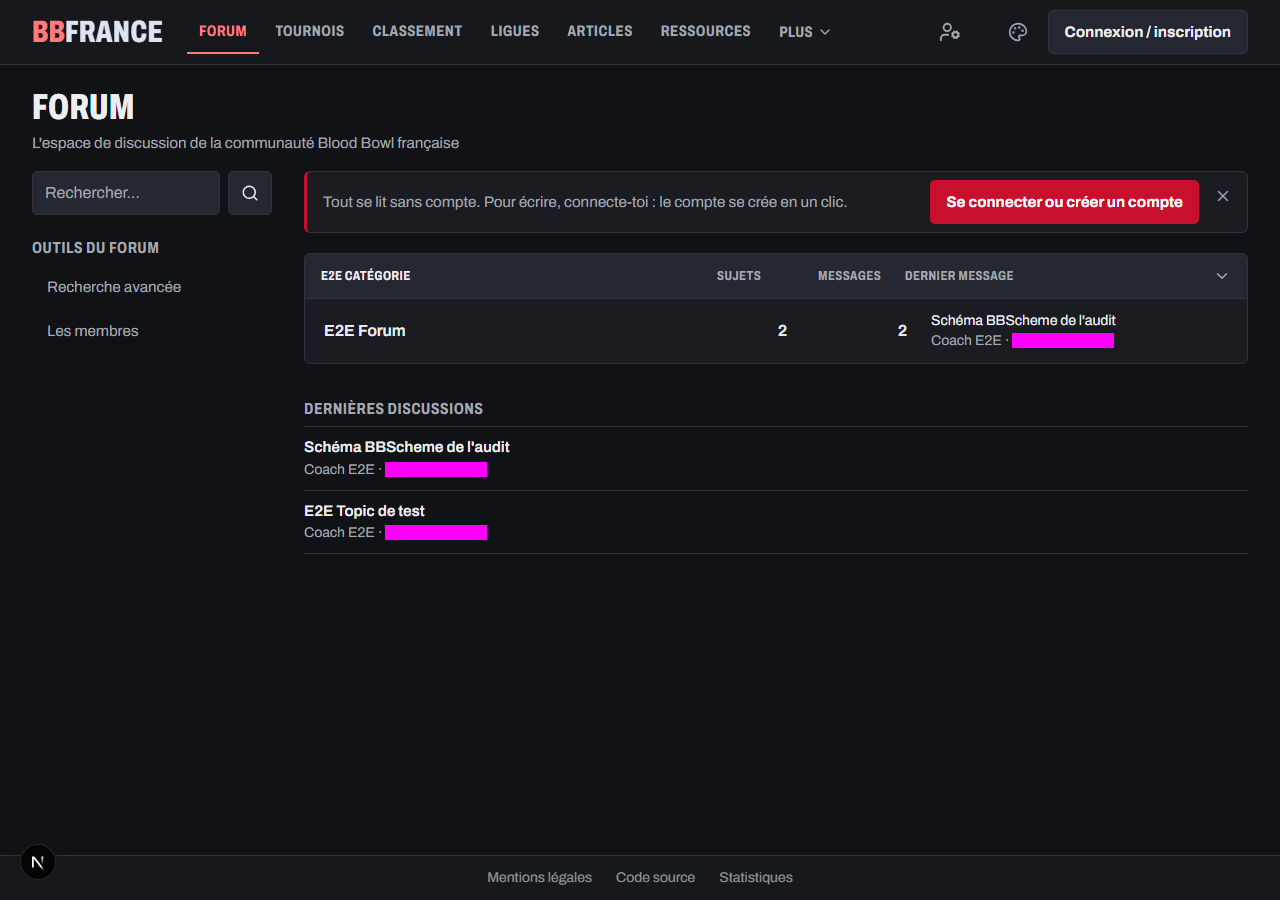 BBFRANCE
FORUM
TOURNOIS
CLASSEMENT
LIGUES
ARTICLES
RESSOURCES
PLUS
Connexion / inscription
FORUM
L'espace de discussion de la communauté Blood Bowl française
Rechercher...
OUTILS DU FORUM
Recherche avancée
Les membres
Tout se lit sans compte. Pour écrire, connecte-toi : le compte se crée en un clic.
Se connecter ou créer un compte
E2E CATÉGORIE
SUJETS
MESSAGES
DERNIER MESSAGE
E2E Forum
2
2
Schéma BBScheme de l'audit
Coach E2E ·
DERNIÈRES DISCUSSIONS
Schéma BBScheme de l'audit
Coach E2E ·
E2E Topic de test
Coach E2E ·
N
Mentions légales
Code source
Statistiques